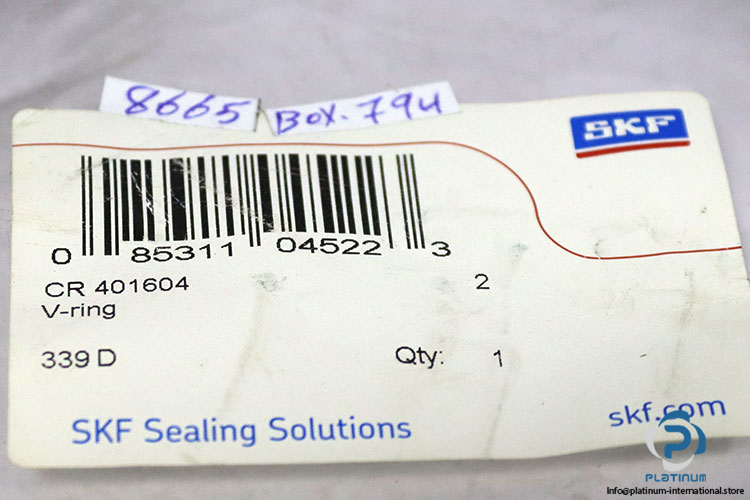 8665 Box.794
SKF
0 85311 04522 3
CR 401604 2
V-ring
339 D Qty: 1
SKF Sealing Solutions skf.com
PLATINUM
Info@platinum-international.store